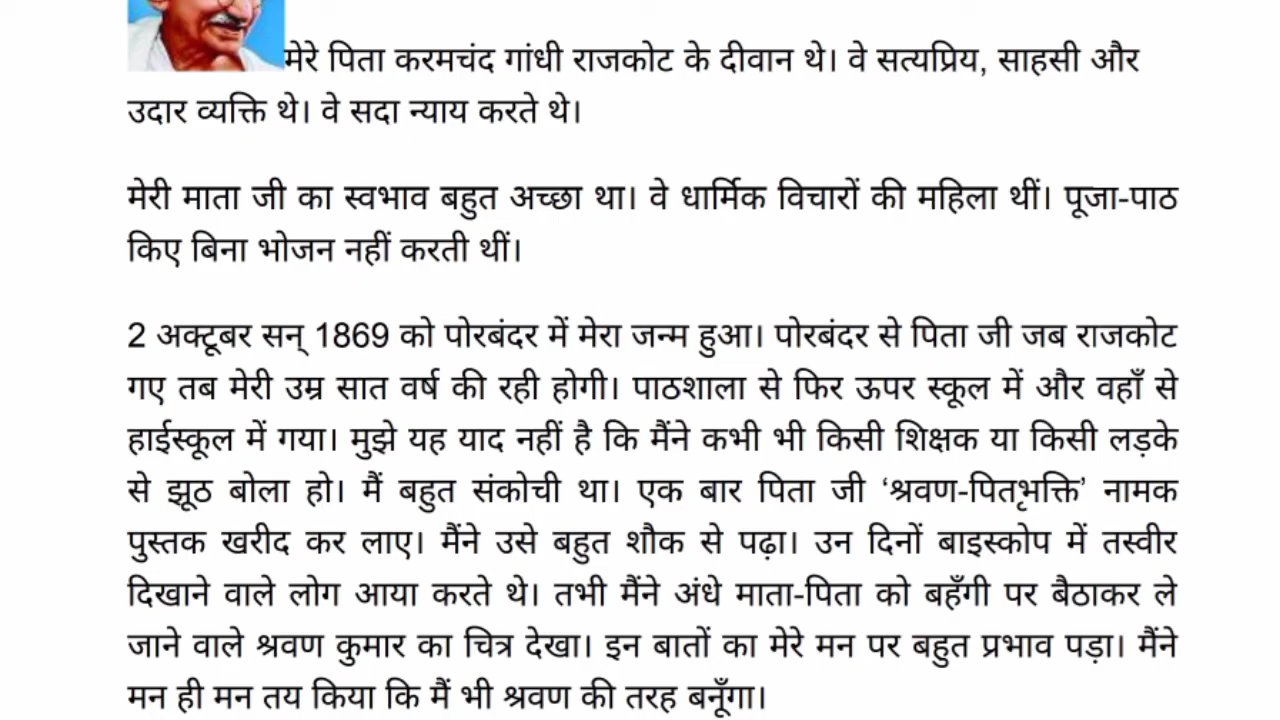 मेरे पिता करमचंद गांधी राजकोट के दीवान थे। वे सत्यप्रिय, साहसी और
उदार व्यक्ति थे। वे सदा न्याय करते थे।
मेरी माता जी का स्वभाव बहुत अच्छा था। वे धार्मिक विचारों की महिला थीं। पूजा-पाठ
किए बिना भोजन नहीं करती थीं।
2 अक्टूबर सन् 1869 को पोरबंदर में मेरा जन्म हुआ। पोरबंदर से पिता जी जब राजकोट
गए तब मेरी उम्र सात वर्ष की रही होगी। पाठशाला से फिर ऊपर स्कूल में और वहाँ से
हाईस्कूल में गया। मुझे यह याद नहीं है कि मैंने कभी भी किसी शिक्षक या किसी लड़के
से झूठ बोला हो। मैं बहुत संकोची था। एक बार पिता जी ‘श्रवण-पितृभक्ति’ नामक
पुस्तक खरीद कर लाए। मैंने उसे बहुत शौक से पढ़ा। उन दिनों बाइस्कोप में तस्वीर
दिखाने वाले लोग आया करते थे। तभी मैंने अंधे माता-पिता को बहँगी पर बैठाकर ले
जाने वाले श्रवण कुमार का चित्र देखा। इन बातों का मेरे मन पर बहुत प्रभाव पड़ा। मैंने
मन ही मन तय किया कि मैं भी श्रवण की तरह बनूँगा।